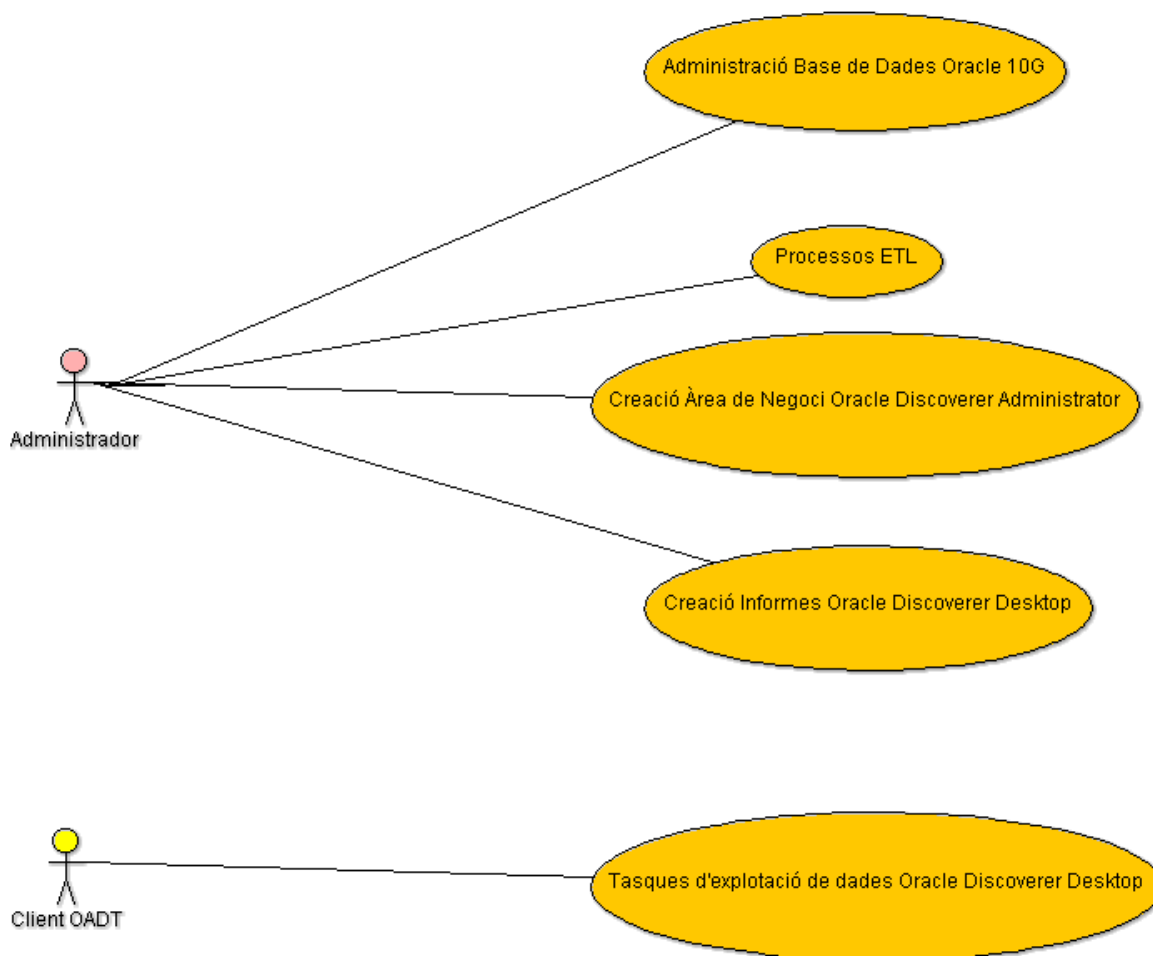 Administració Base de Dades Oracle 10G
Processos ETL
Creació Àrea de Negoci Oracle Discoverer Administrator
Administrador
Creació Informes Oracle Discoverer Desktop
Tasques d'explotació de dades Oracle Discoverer Desktop
Client OADT